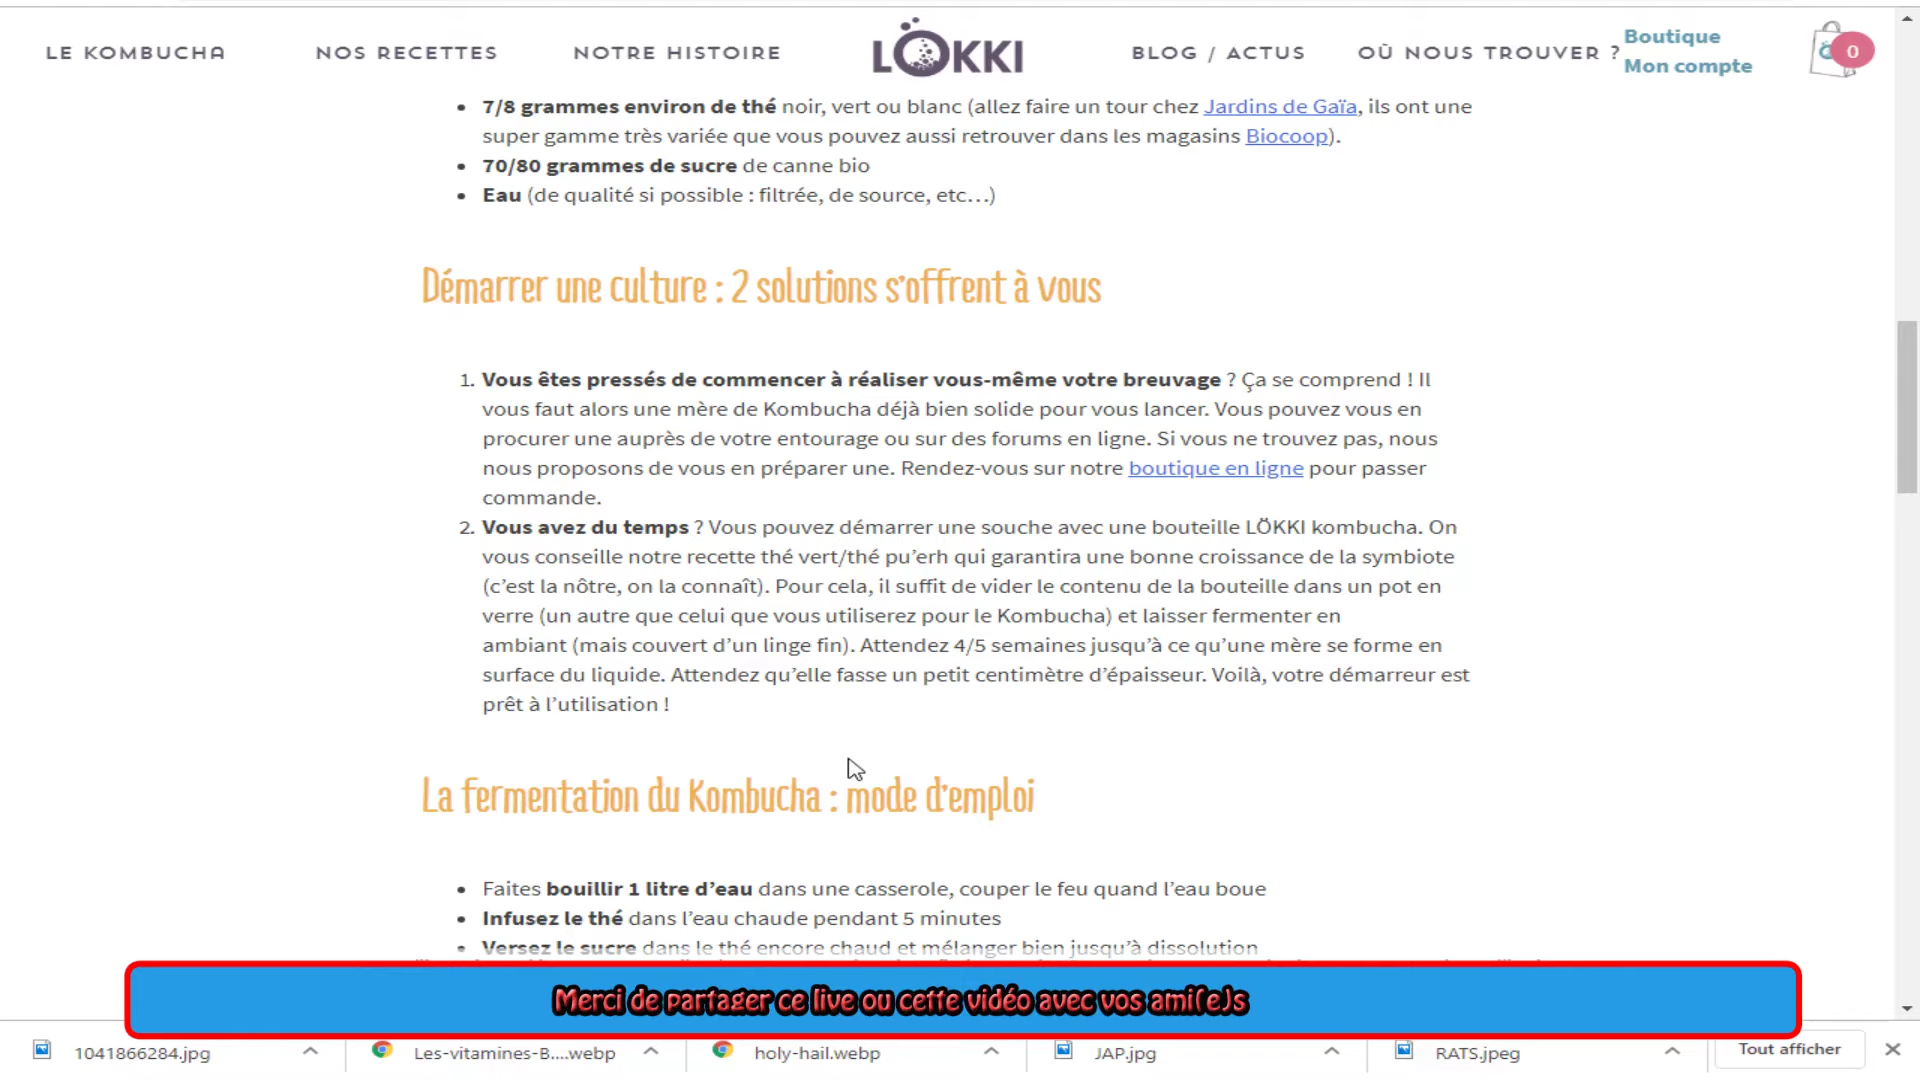 LE KOMBUCHA
NOS RECETTES
NOTRE HISTOIRE
LÖKKI
BLOG / ACTUS
OÙ NOUS TROUVER ?
Boutique
Mon compte
0
• 7/8 grammes environ de thé noir, vert ou blanc (allez faire un tour chez Jardins de Gaïa, ils ont une
super gamme très variée que vous pouvez aussi retrouver dans les magasins Biocoop).
• 70/80 grammes de sucre de canne bio
• Eau (de qualité si possible : filtrée, de source, etc…)
Démarrer une culture : 2 solutions s’offrent à vous
1. Vous êtes pressés de commencer à réaliser vous-même votre breuvage ? Ça se comprend ! Il
vous faut alors une mère de Kombucha déjà bien solide pour vous lancer. Vous pouvez vous en
procurer une auprès de votre entourage ou sur des forums en ligne. Si vous ne trouvez pas, nous
nous proposons de vous en préparer une. Rendez-vous sur notre boutique en ligne pour passer
commande.
2. Vous avez du temps ? Vous pouvez démarrer une souche avec une bouteille LÖKKI kombucha. On
vous conseille notre recette thé vert/thé pu’erh qui garantira une bonne croissance de la symbiote
(c’est la nôtre, on la connaît). Pour cela, il suffit de vider le contenu de la bouteille dans un pot en
verre (un autre que celui que vous utiliserez pour le Kombucha) et laisser fermenter en
ambiant (mais couvert d’un linge fin). Attendez 4/5 semaines jusqu’à ce qu’une mère se forme en
surface du liquide. Attendez qu’elle fasse un petit centimètre d’épaisseur. Voilà, votre démarreur est
prêt à l’utilisation !
La fermentation du Kombucha : mode d’emploi
• Faites bouillir 1 litre d’eau dans une casserole, couper le feu quand l’eau boue
• Infusez le thé dans l’eau chaude pendant 5 minutes
• Versez le sucre dans le thé encore chaud et mélanger bien jusqu’à dissolution
Merci de partager ce live ou cette vidéo avec vos ami(e)s
1041866284.jpg
Les-vitamines-B....webp
holy-hail.webp
JAP.jpg
RATS.jpeg
Tout afficher